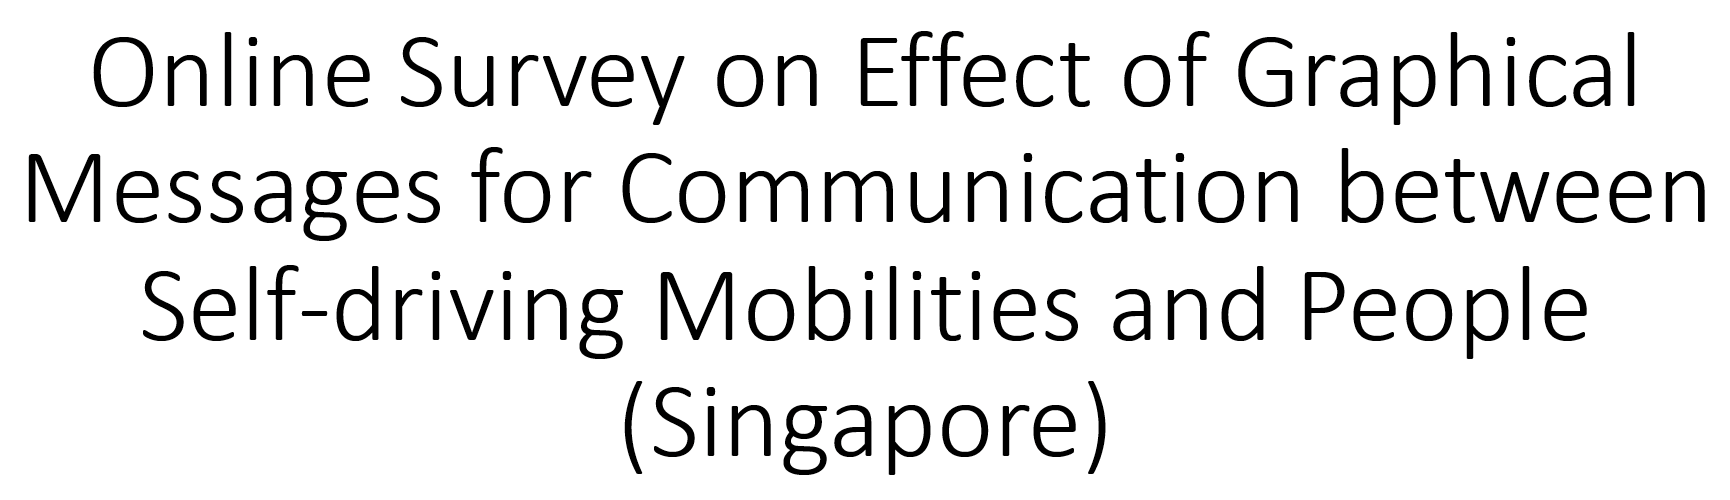 Online Survey on Effect of Graphical
Messages for Communication between
Self-driving Mobilities and People
(Singapore)